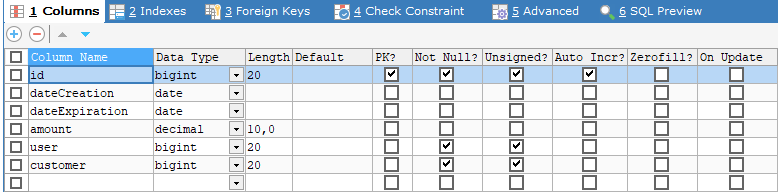 1 Columns 2 Indexes 3 Foreign Keys 4 Check Constraint 5 Advanced 6 SQL Preview
Column Name Data Type Length Default PK? Not Null? Unsigned? Auto Incr? Zerofill? On Update
id bigint 20
dateCreation date
dateExpiration date
amount decimal 10,0
user bigint 20
customer bigint 20